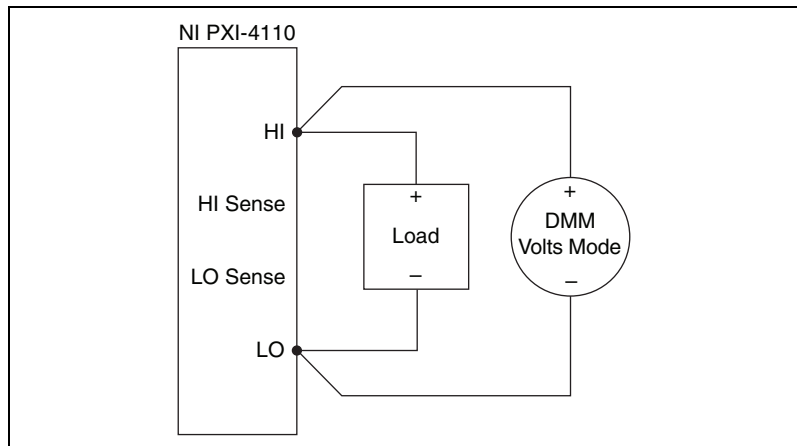 NI PXI-4110
HI
HI Sense
LO Sense
LO
+
Load
–
+
DMM
Volts Mode
–